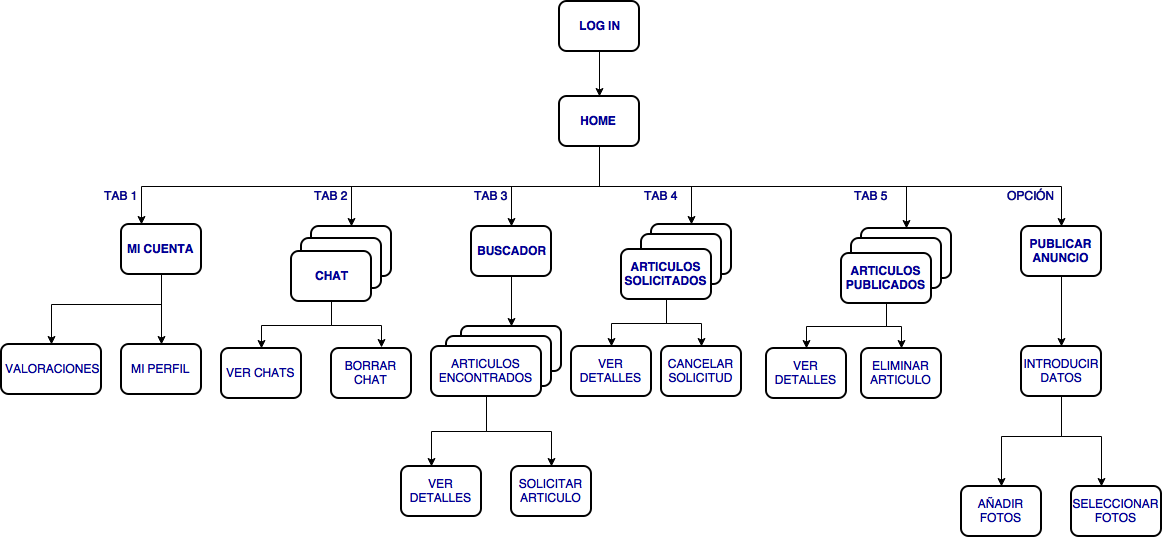 LOG IN
HOME
TAB 1
TAB 2
TAB 3
TAB 4
TAB 5
OPCIÓN
MI CUENTA
CHAT
BUSCADOR
ARTICULOS
SOLICITADOS
ARTICULOS
PUBLICADOS
PUBLICAR
ANUNCIO
VALORACIONES
MI PERFIL
VER CHATS
BORRAR
CHAT
ARTICULOS
ENCONTRADOS
VER
DETALLES
CANCELAR
SOLICITUD
VER
DETALLES
ELIMINAR
ARTICULO
INTRODUCIR
DATOS
VER
DETALLES
SOLICITAR
ARTICULO
AÑADIR
FOTOS
SELECCIONAR
FOTOS